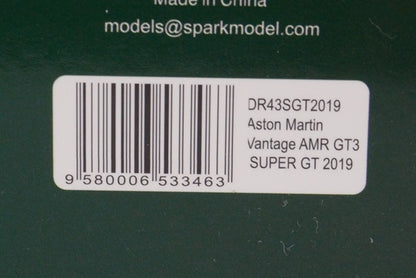 Made in China
models@sparkmodel.com
DR43SGT2019
Aston Martin
Vantage AMR GT3
SUPER GT 2019
9 580006 533463